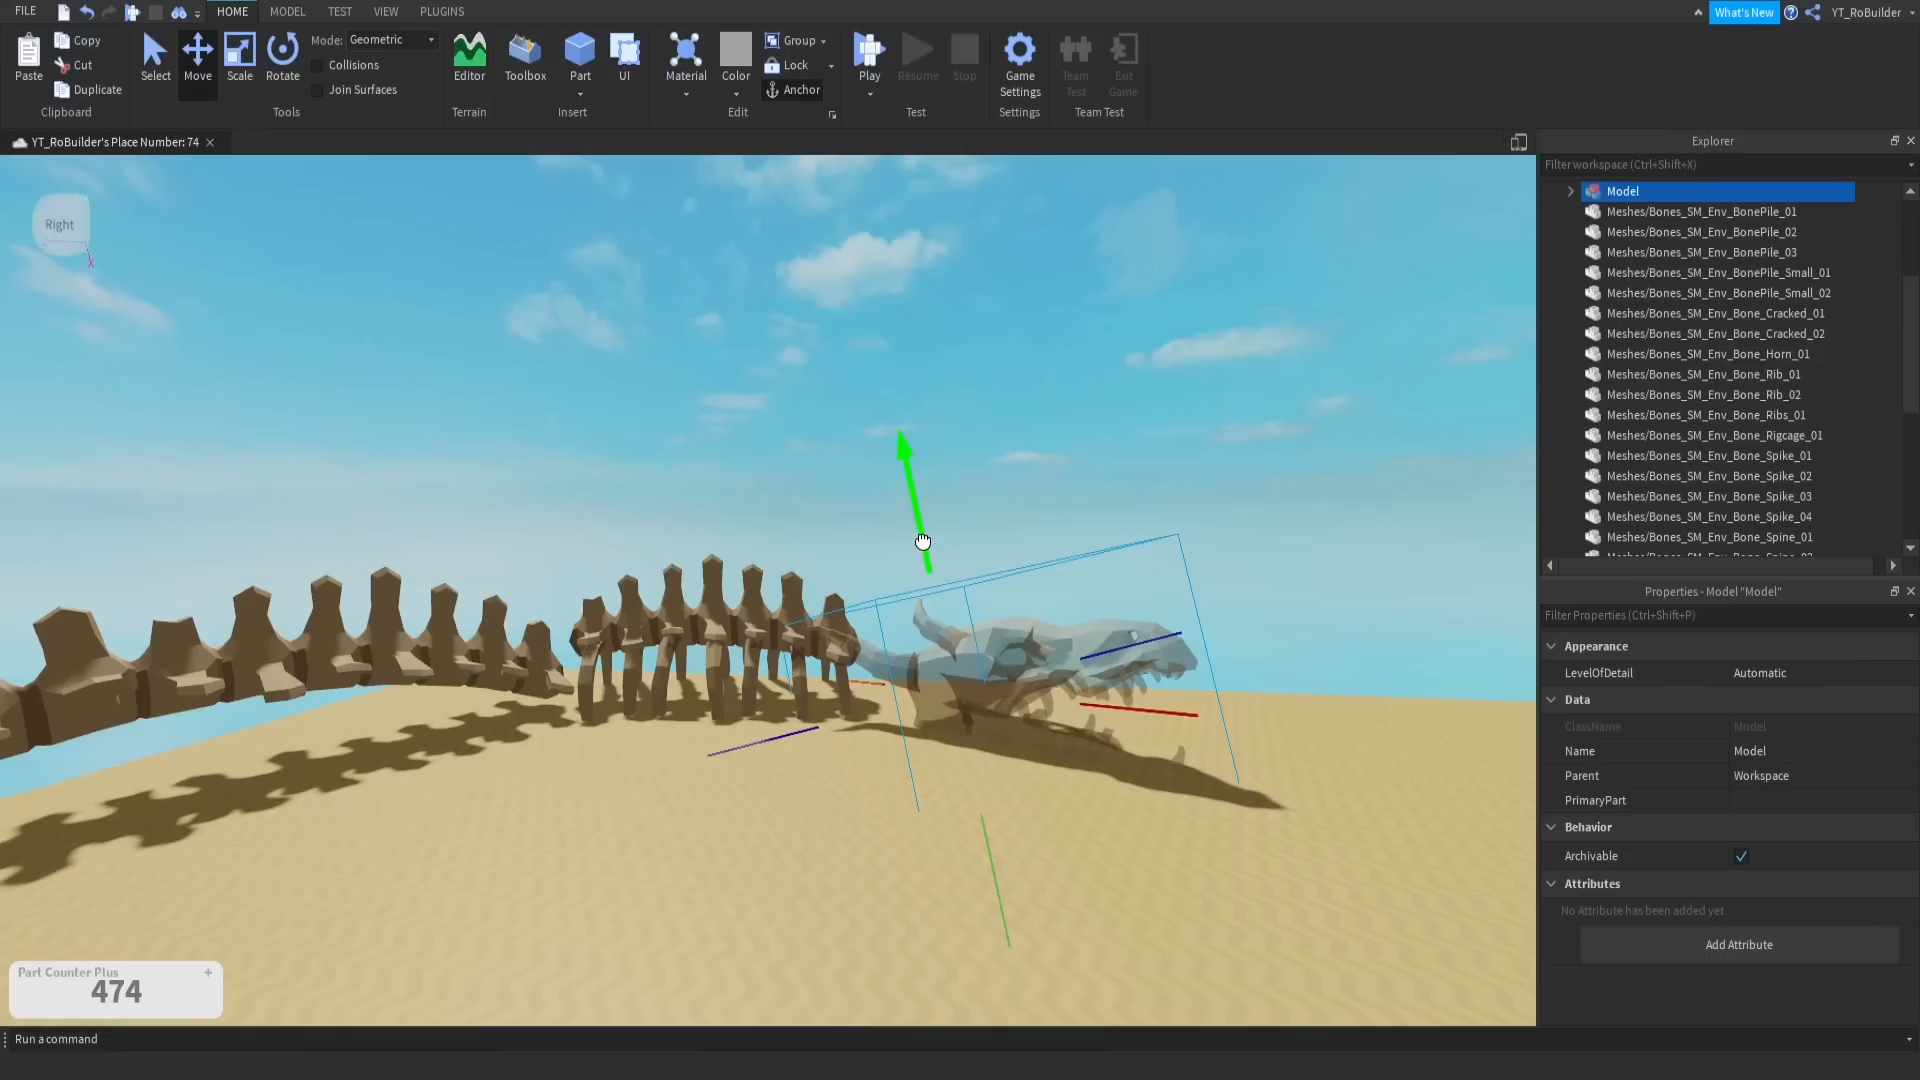 FILE
HOME
MODEL
TEST
VIEW
PLUGINS
What's New
YT_RoBuilder
Paste
Copy
Cut
Duplicate
Clipboard
Select
Move
Scale
Rotate
Mode: Geometric
Collisions
Join Surfaces
Tools
Editor
Terrain
Toolbox
Part
UI
Insert
Material
Color
Group
Lock
Anchor
Edit
Play
Resume
Stop
Test
Game
Settings
Settings
Team
Test
Exit
Game
Team Test
YT_RoBuilder's Place Number: 74
Right
X
Part Counter Plus
+
474
Explorer
Filter workspace (Ctrl+Shift+X)
Model
Meshes/Bones_SM_Env_BonePile_01
Meshes/Bones_SM_Env_BonePile_02
Meshes/Bones_SM_Env_BonePile_03
Meshes/Bones_SM_Env_BonePile_Small_01
Meshes/Bones_SM_Env_BonePile_Small_02
Meshes/Bones_SM_Env_Bone_Cracked_01
Meshes/Bones_SM_Env_Bone_Cracked_02
Meshes/Bones_SM_Env_Bone_Horn_01
Meshes/Bones_SM_Env_Bone_Rib_01
Meshes/Bones_SM_Env_Bone_Rib_02
Meshes/Bones_SM_Env_Bone_Ribs_01
Meshes/Bones_SM_Env_Bone_Rigcage_01
Meshes/Bones_SM_Env_Bone_Spike_01
Meshes/Bones_SM_Env_Bone_Spike_02
Meshes/Bones_SM_Env_Bone_Spike_03
Meshes/Bones_SM_Env_Bone_Spike_04
Meshes/Bones_SM_Env_Bone_Spine_01
Properties - Model "Model"
Filter Properties (Ctrl+Shift+P)
Appearance
LevelOfDetail Automatic
Data
ClassName Model
Name Model
Parent Workspace
PrimaryPart
Behavior
Archivable
Attributes
No Attribute has been added yet
Add Attribute
Run a command